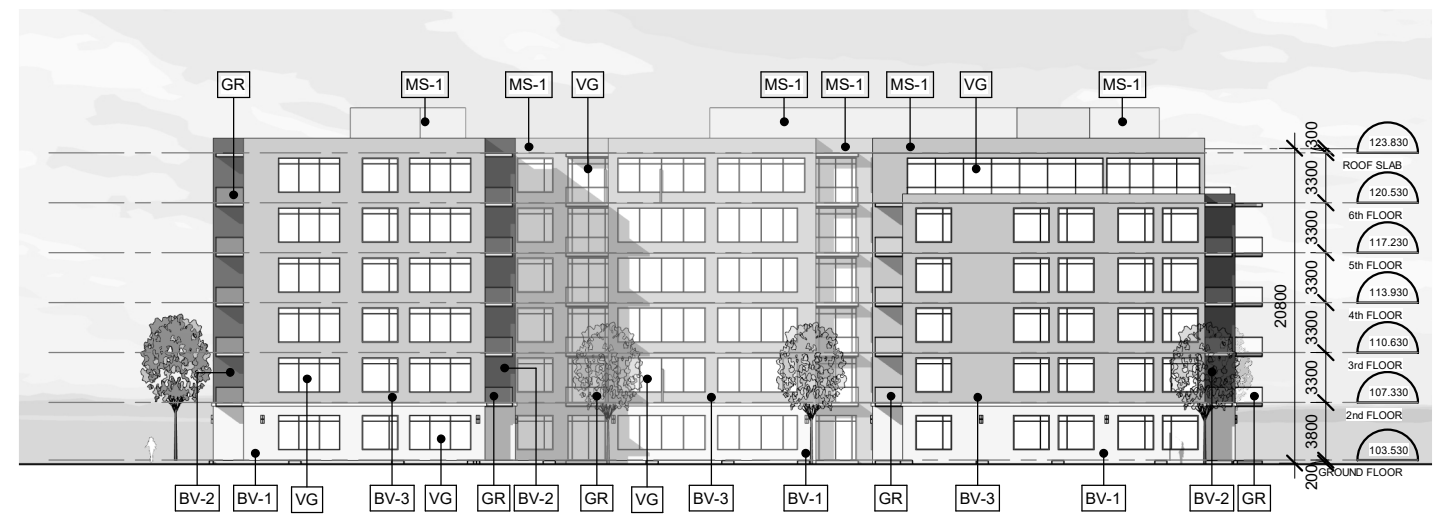 GR MS-1 MS-1 VG MS-1 MS-1 MS-1 VG MS-1
3300
123.830
ROOF SLAB
3300
120.530
6th FLOOR
3300
117.230
5th FLOOR
3300
113.930
4th FLOOR
20800
3300
110.630
3rd FLOOR
3300
107.330
2nd FLOOR
3800
103.530
GROUND FLOOR
200
BV-2 BV-1 VG BV-3 VG GR BV-2 GR VG BV-3 BV-1 GR BV-3 BV-1 BV-2 GR